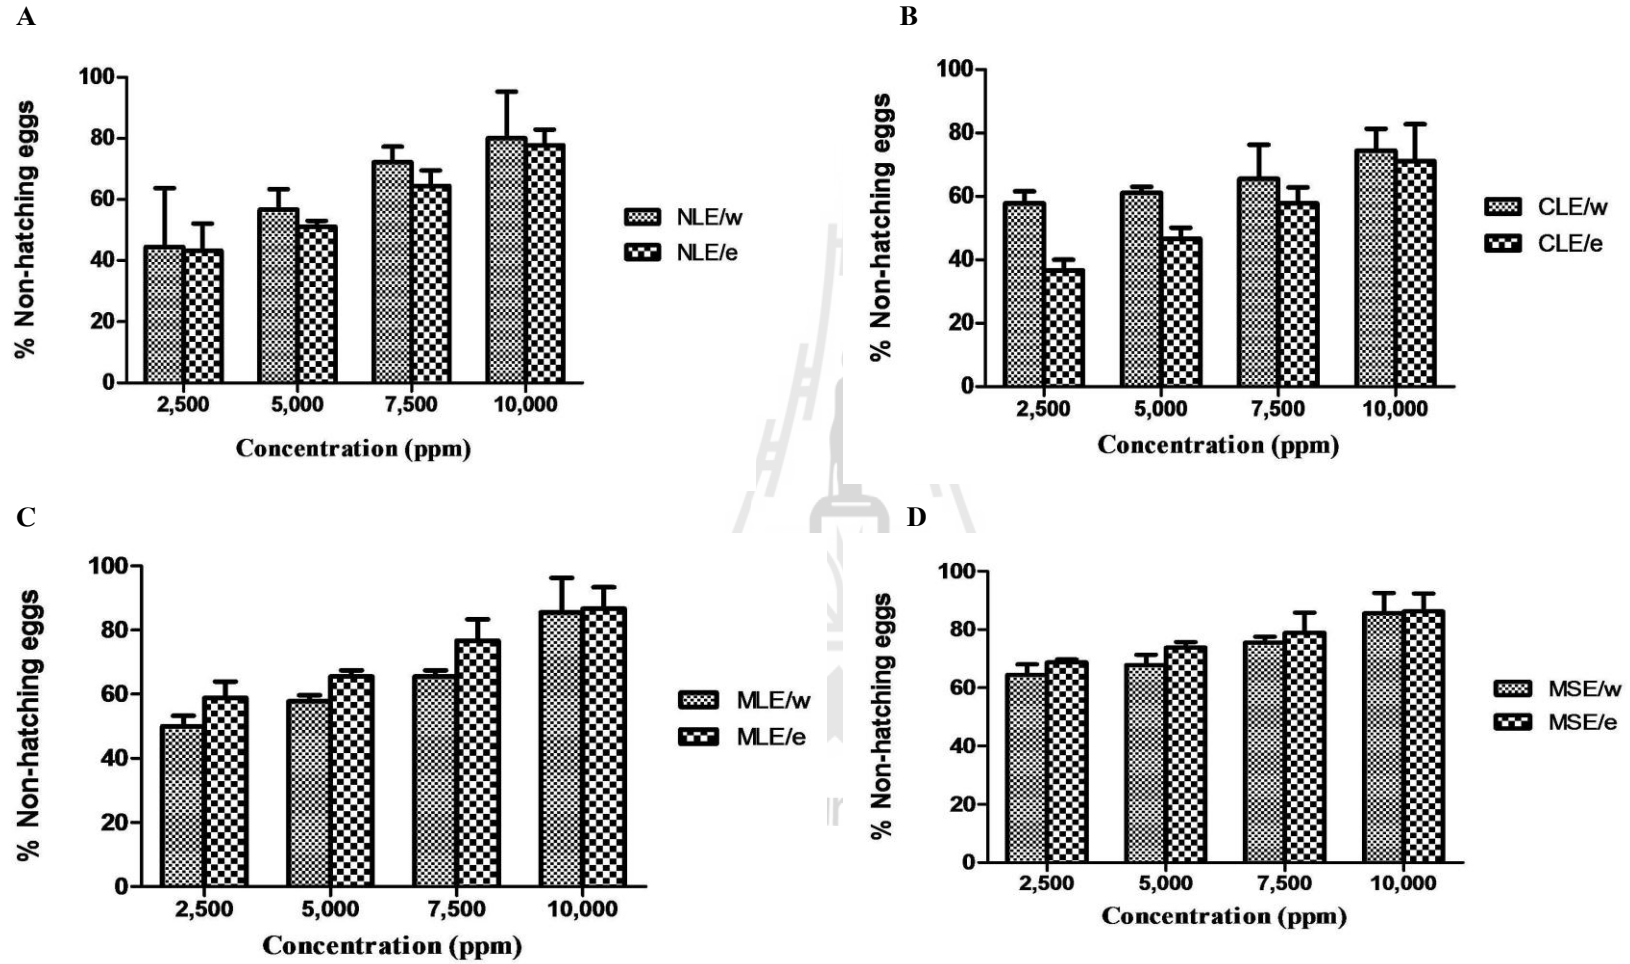 A
% Non-hatching eggs
100
80
60
40
20
0
2,500 5,000 7,500 10,000
Concentration (ppm)
NLE/w
NLE/e
B
% Non-hatching eggs
100
80
60
40
20
0
2,500 5,000 7,500 10,000
Concentration (ppm)
CLE/w
CLE/e
C
% Non-hatching eggs
100
80
60
40
20
0
2,500 5,000 7,500 10,000
Concentration (ppm)
MLE/w
MLE/e
D
% Non-hatching eggs
100
80
60
40
20
0
2,500 5,000 7,500 10,000
Concentration (ppm)
MSE/w
MSE/e